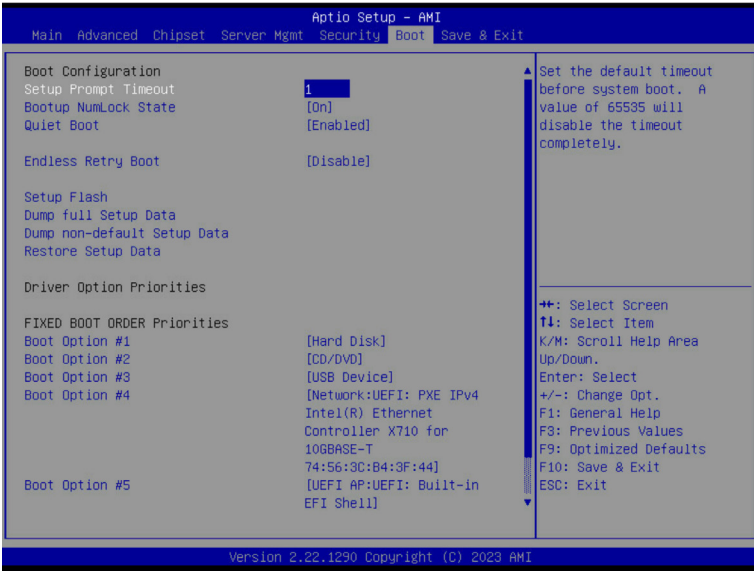 Aptio Setup – AMI
Main Advanced Chipset Server Mgmt Security Boot Save & Exit
Boot Configuration
Setup Prompt Timeout 1
Bootup NumLock State [On]
Quiet Boot [Enabled]
Endless Retry Boot [Disable]
Setup Flash
Dump full Setup Data
Dump non-default Setup Data
Restore Setup Data
Driver Option Priorities
FIXED BOOT ORDER Priorities
Boot Option #1 [Hard Disk]
Boot Option #2 [CD/DVD]
Boot Option #3 [USB Device]
Boot Option #4 [Network:UEFI: PXE IPv4
Intel(R) Ethernet
Controller X710 for
10GBASE-T
74:56:3C:B4:3F:44]
Boot Option #5 [UEFI AP:UEFI: Built-in
EFI Shell]
Set the default timeout
before system boot. A
value of 65535 will
disable the timeout
completely.
→←: Select Screen
↑↓: Select Item
K/M: Scroll Help Area
Up/Down.
Enter: Select
+/-: Change Opt.
F1: General Help
F3: Previous Values
F9: Optimized Defaults
F10: Save & Exit
ESC: Exit
Version 2.22.1290 Copyright (C) 2023 AMI